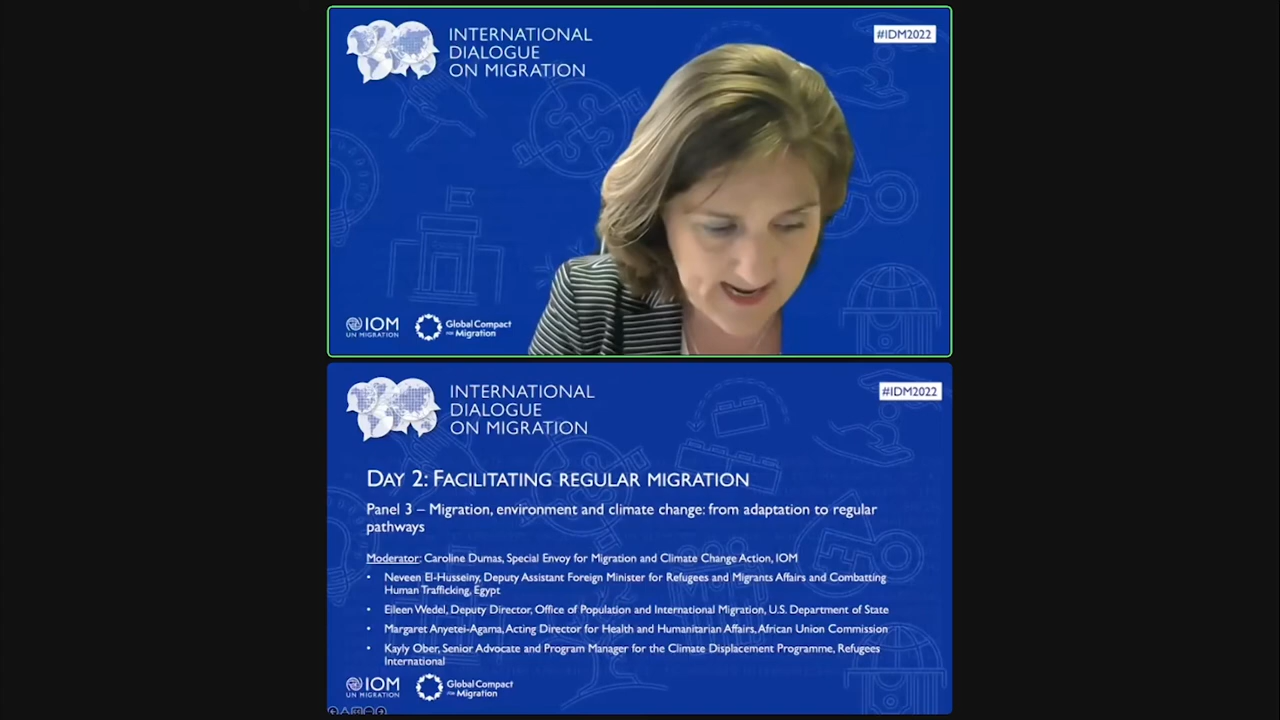 INTERNATIONAL
DIALOGUE
ON MIGRATION
#IDM2022
IOM
UN MIGRATION
Global Compact
FOR Migration
INTERNATIONAL
DIALOGUE
ON MIGRATION
#IDM2022
DAY 2: FACILITATING REGULAR MIGRATION
Panel 3 – Migration, environment and climate change: from adaptation to regular
pathways
Moderator: Caroline Dumas, Special Envoy for Migration and Climate Change Action, IOM
• Neveen El-Husseiny, Deputy Assistant Foreign Minister for Refugees and Migrants Affairs and Combatting
Human Trafficking, Egypt
• Eileen Wedel, Deputy Director, Office of Population and International Migration, U.S. Department of State
• Margaret Anyetei-Agama, Acting Director for Health and Humanitarian Affairs, African Union Commission
• Kayly Ober, Senior Advocate and Program Manager for the Climate Displacement Programme, Refugees
International
IOM
UN MIGRATION
Global Compact
FOR Migration